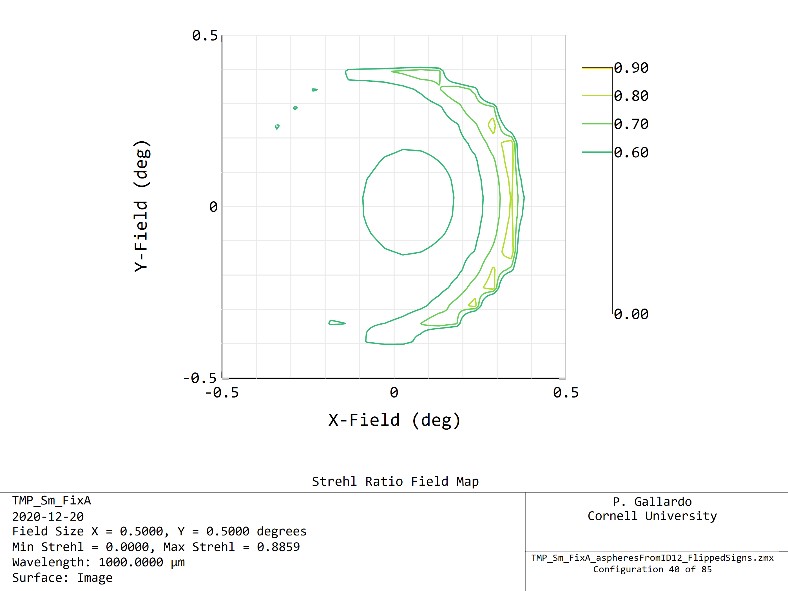 0.5
0
-0.5
-0.5
0
0.5
Y-Field (deg)
X-Field (deg)
0.90
0.80
0.70
0.60
0.00
Strehl Ratio Field Map
TMP_Sm_FixA
2020-12-20
Field Size X = 0.5000, Y = 0.5000 degrees
Min Strehl = 0.0000, Max Strehl = 0.8859
Wavelength: 1000.0000 µm
Surface: Image
P. Gallardo
Cornell University
TMP_Sm_FixA_aspheresFromID12_FlippedSigns.zmx
Configuration 40 of 85